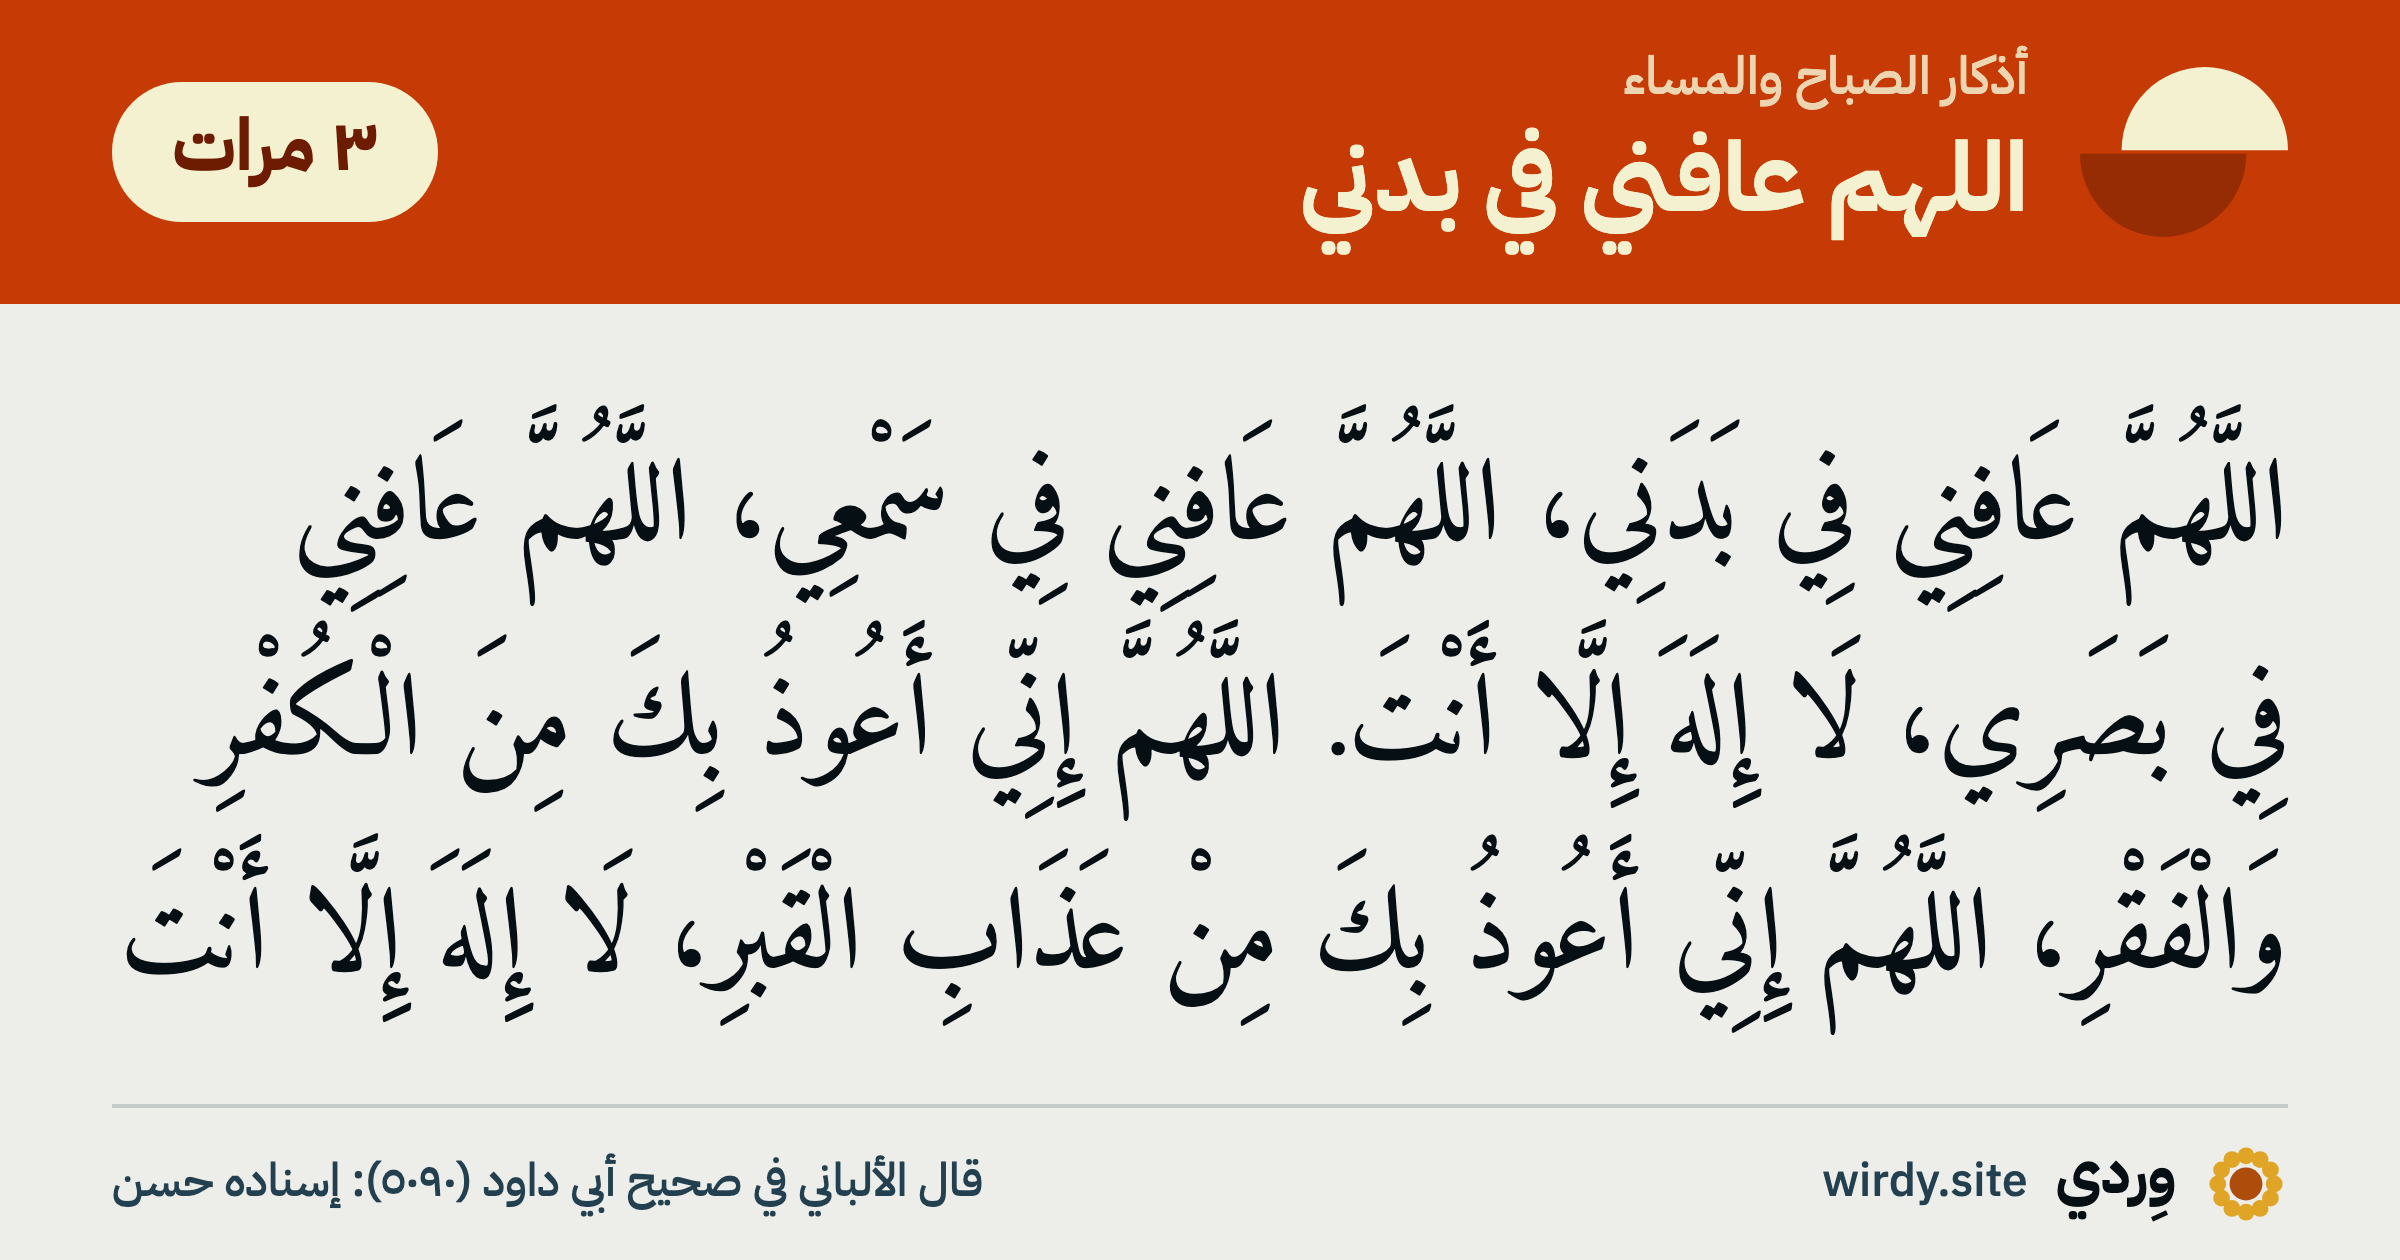 أذكار الصباح والمساء
اللهم عافني في بدني
٣ مرات
اللَّهُمَّ عَافِنِي فِي بَدَنِي، اللَّهُمَّ عَافِنِي فِي سَمْعِي، اللَّهُمَّ عَافِنِي
فِي بَصَرِي، لَا إِلَهَ إِلَّا أَنْتَ. اللَّهُمَّ إِنِّي أَعُوذُ بِكَ مِنَ الْكُفْرِ
وَالْفَقْرِ، اللَّهُمَّ إِنِّي أَعُوذُ بِكَ مِنْ عَذَابِ الْقَبْرِ، لَا إِلَهَ إِلَّا أَنْتَ
وِردي wirdy.site
قال الألباني في صحيح أبي داود (٥٠٩٠): إسناده حسن